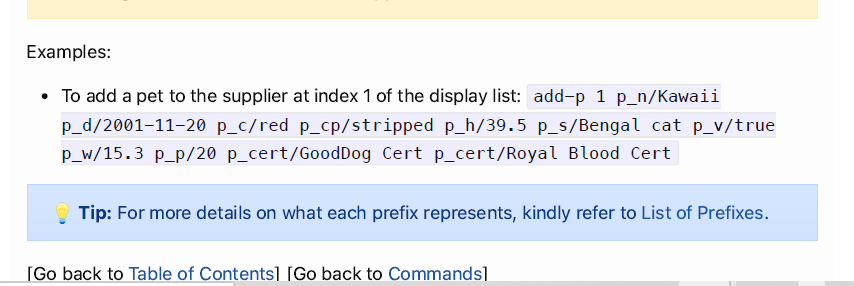 Examples:
• To add a pet to the supplier at index 1 of the display list: add-p 1 p_n/Kawaii
p_d/2001-11-20 p_c/red p_cp/stripped p_h/39.5 p_s/Bengal cat p_v/true
p_w/15.3 p_p/20 p_cert/GoodDog Cert p_cert/Royal Blood Cert
💡 Tip: For more details on what each prefix represents, kindly refer to List of Prefixes.
[Go back to Table of Contents] [Go back to Commands]